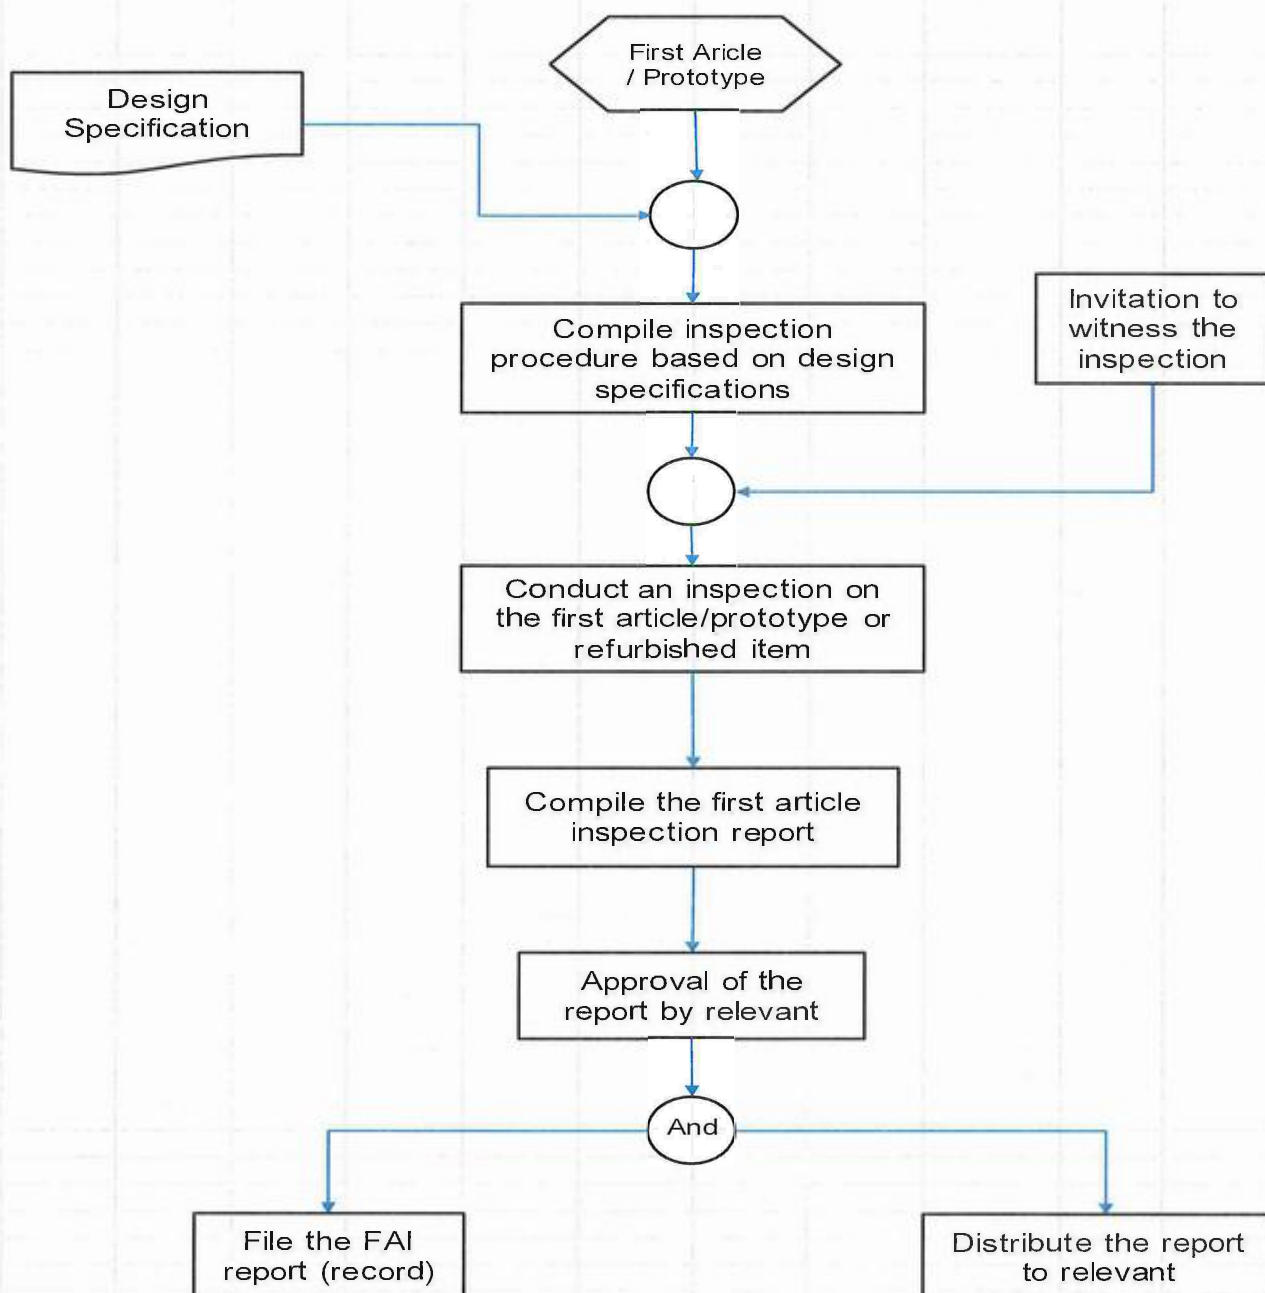 First Aricle
/ Prototype
Design
Specification
Invitation to
witness the
inspection
Compile inspection
procedure based on design
specifications
Conduct an inspection on
the first article/prototype or
refurbished item
Compile the first article
inspection report
Approval of the
report by relevant
And
File the FAI
report (record)
Distribute the report
to relevant